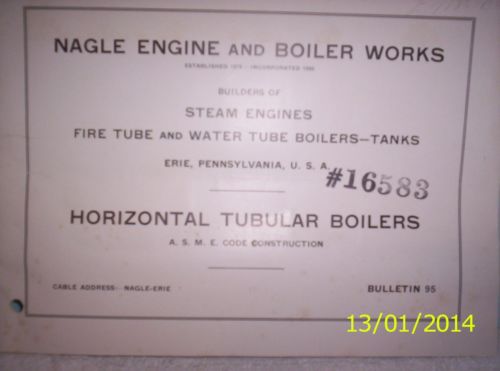 NAGLE ENGINE AND BOILER WORKS
BUILDERS OF
STEAM ENGINES
FIRE TUBE AND WATER TUBE BOILERS—TANKS
ERIE, PENNSYLVANIA, U. S. A.
#16583
HORIZONTAL TUBULAR BOILERS
A. S. M. E. CODE CONSTRUCTION
CABLE ADDRESS- NAGLE-ERIE
BULLETIN 95
13/01/2014